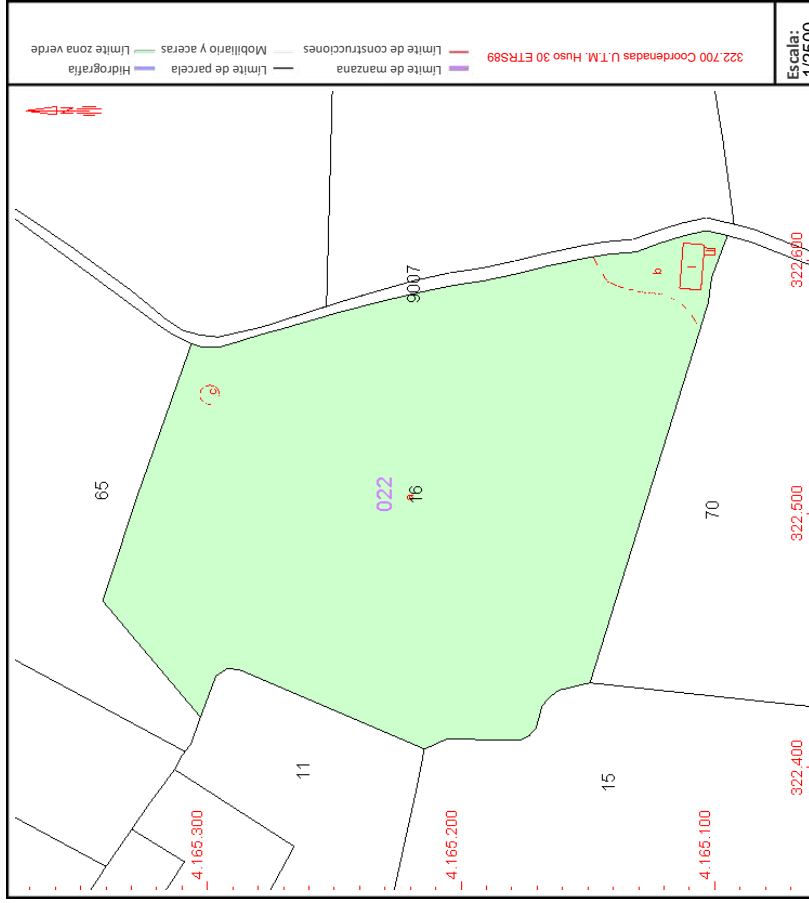 Límite zona verde
Mobiliario y aceras
Límite de construcciones
Hidrografía
Límite de parcela
Límite de manzana
322.700 Coordenadas U.T.M. Huso 30 ETRS89
Escala:
1/2500
65
c
9007
b
I
322.600
022
16
a
70
322.500
11
15
322.400
4.165.300
4.165.200
4.165.100